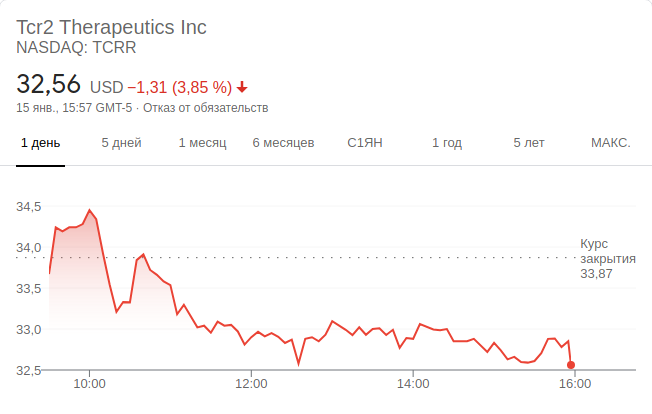 Tcr2 Therapeutics Inc
NASDAQ: TCRR
32,56 USD −1,31 (3,85 %)
15 янв., 15:57 GMT-5 · Отказ от обязательств
1 день 5 дней 1 месяц 6 месяцев С1ЯН 1 год 5 лет МАКС.
34,5
34,0
33,5
33,0
32,5
Курс
закрытия
33,87
10:00 12:00 14:00 16:00